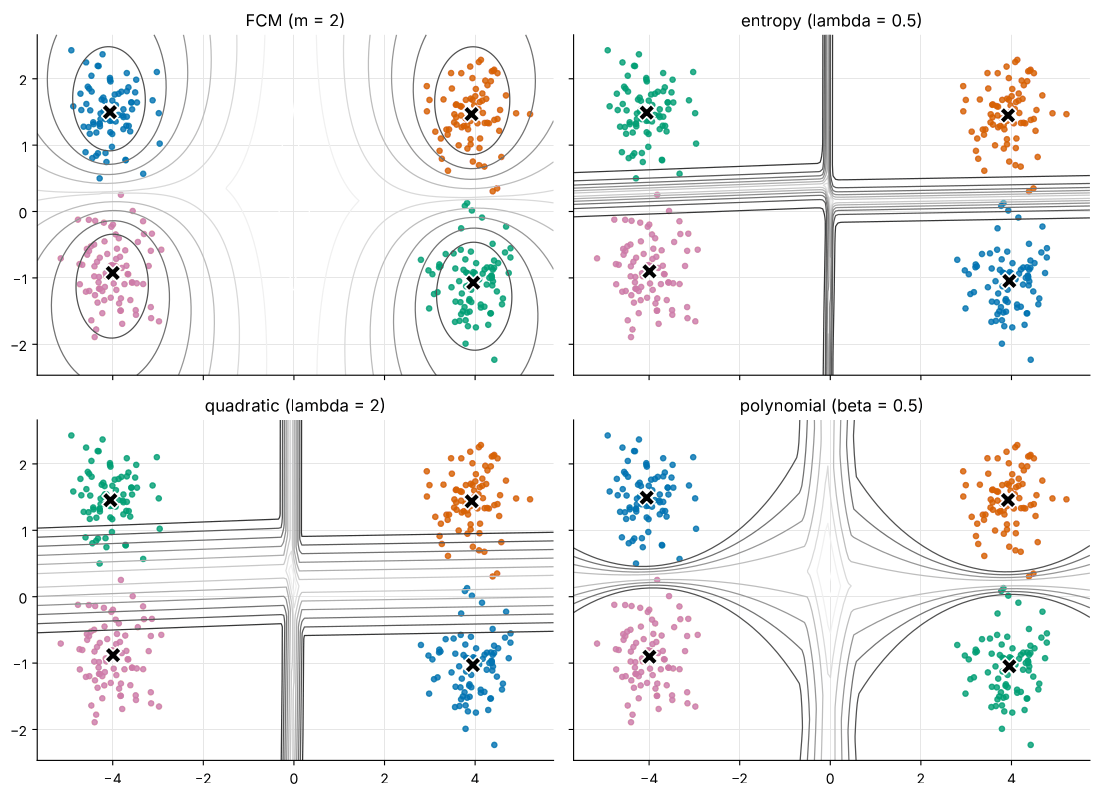 FCM (m = 2)
entropy (lambda = 0.5)
2
1
0
−1
−2
quadratic (lambda = 2)
polynomial (beta = 0.5)
2
1
0
−1
−2
−4 −2 0 2 4
−4 −2 0 2 4